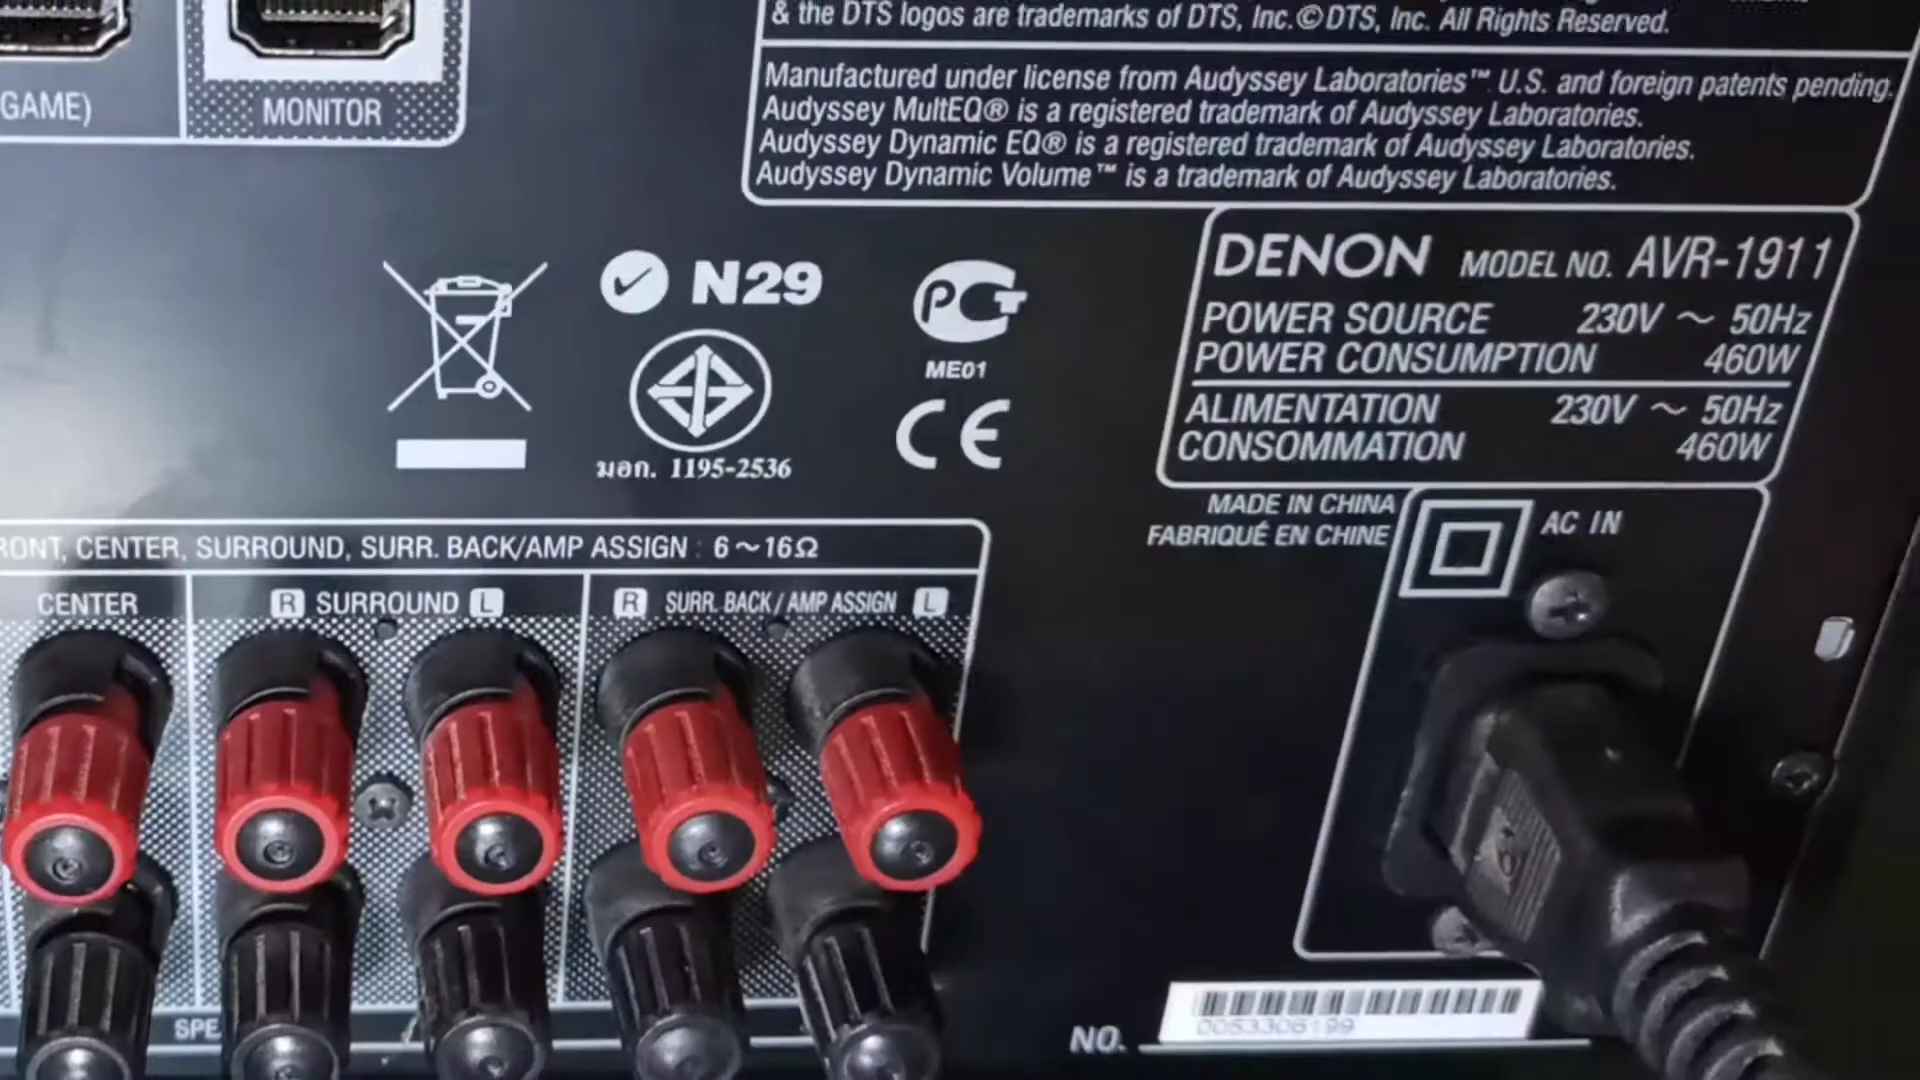 & the DTS logos are trademarks of DTS, Inc. © DTS, Inc. All Rights Reserved.
Manufactured under license from Audyssey Laboratories™ U.S. and foreign patents pending.
Audyssey MultEQ® is a registered trademark of Audyssey Laboratories.
Audyssey Dynamic EQ® is a registered trademark of Audyssey Laboratories.
Audyssey Dynamic Volume™ is a trademark of Audyssey Laboratories.
GAME)
MONITOR
N29
มอก. 1195-2536
PCT
ME01
CE
DENON MODEL NO. AVR-1911
POWER SOURCE 230V ~ 50Hz
POWER CONSUMPTION 460W
ALIMENTATION 230V ~ 50Hz
CONSOMMATION 460W
MADE IN CHINA
FABRIQUÉ EN CHINE
AC IN
RONT, CENTER, SURROUND, SURR. BACK/AMP ASSIGN : 6~16Ω
CENTER
R SURROUND L
R SURR. BACK / AMP ASSIGN L
SPE
NO.